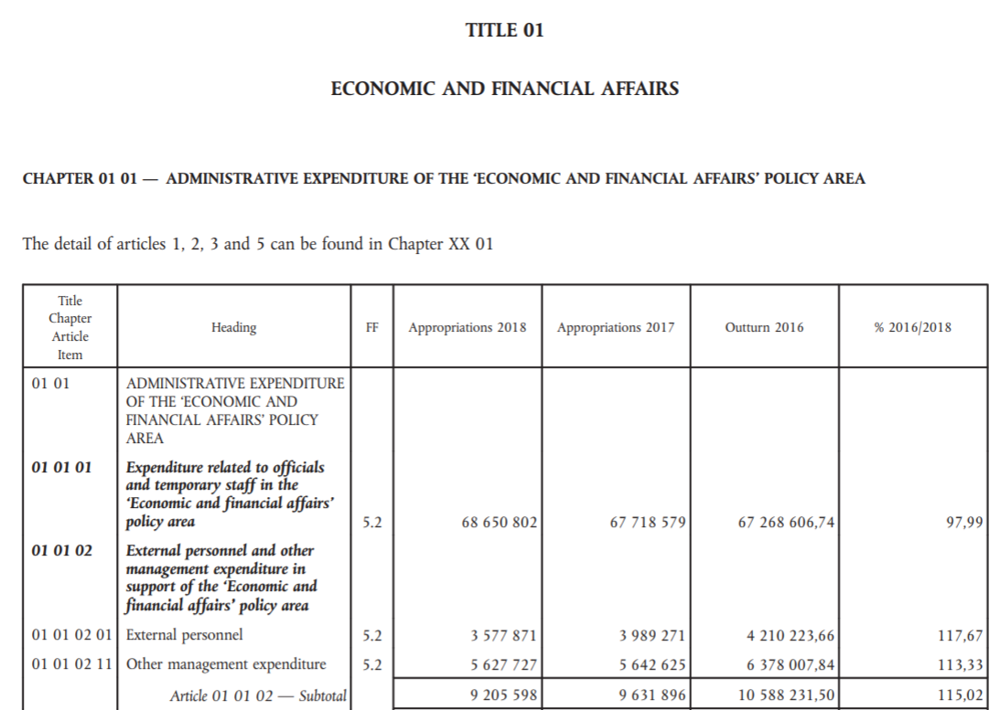 TITLE 01
ECONOMIC AND FINANCIAL AFFAIRS
CHAPTER 01 01 — ADMINISTRATIVE EXPENDITURE OF THE ‘ECONOMIC AND FINANCIAL AFFAIRS’ POLICY AREA
The detail of articles 1, 2, 3 and 5 can be found in Chapter XX 01
Title
Chapter
Article
Item
Heading
FF
Appropriations 2018
Appropriations 2017
Outturn 2016
% 2016/2018
01 01
ADMINISTRATIVE EXPENDITURE
OF THE ‘ECONOMIC AND
FINANCIAL AFFAIRS’ POLICY
AREA
01 01 01
Expenditure related to officials
and temporary staff in the
‘Economic and financial affairs’
policy area
5.2
68 650 802
67 718 579
67 268 606,74
97,99
01 01 02
External personnel and other
management expenditure in
support of the ‘Economic and
financial affairs’ policy area
01 01 02 01
External personnel
5.2
3 577 871
3 989 271
4 210 223,66
117,67
01 01 02 11
Other management expenditure
5.2
5 627 727
5 642 625
6 378 007,84
113,33
Article 01 01 02 — Subtotal
9 205 598
9 631 896
10 588 231,50
115,02